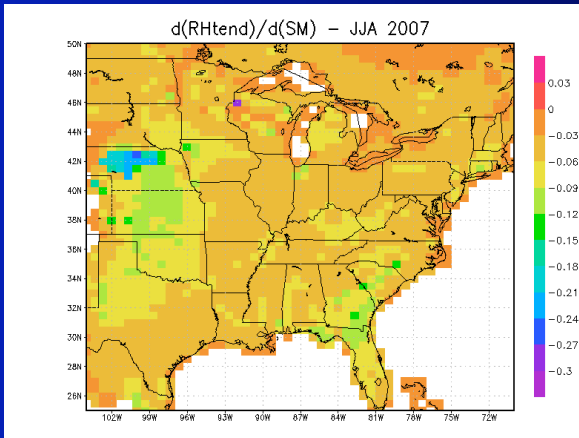 d(RHtend)/d(SM) – JJA 2007
50N
48N
46N
44N
42N
40N
38N
36N
34N
32N
30N
28N
26N
102W 99W 96W 93W 90W 87W 84W 81W 78W 75W 72W
0.03
0
-0.03
-0.06
-0.09
-0.12
-0.15
-0.18
-0.21
-0.24
-0.27
-0.3